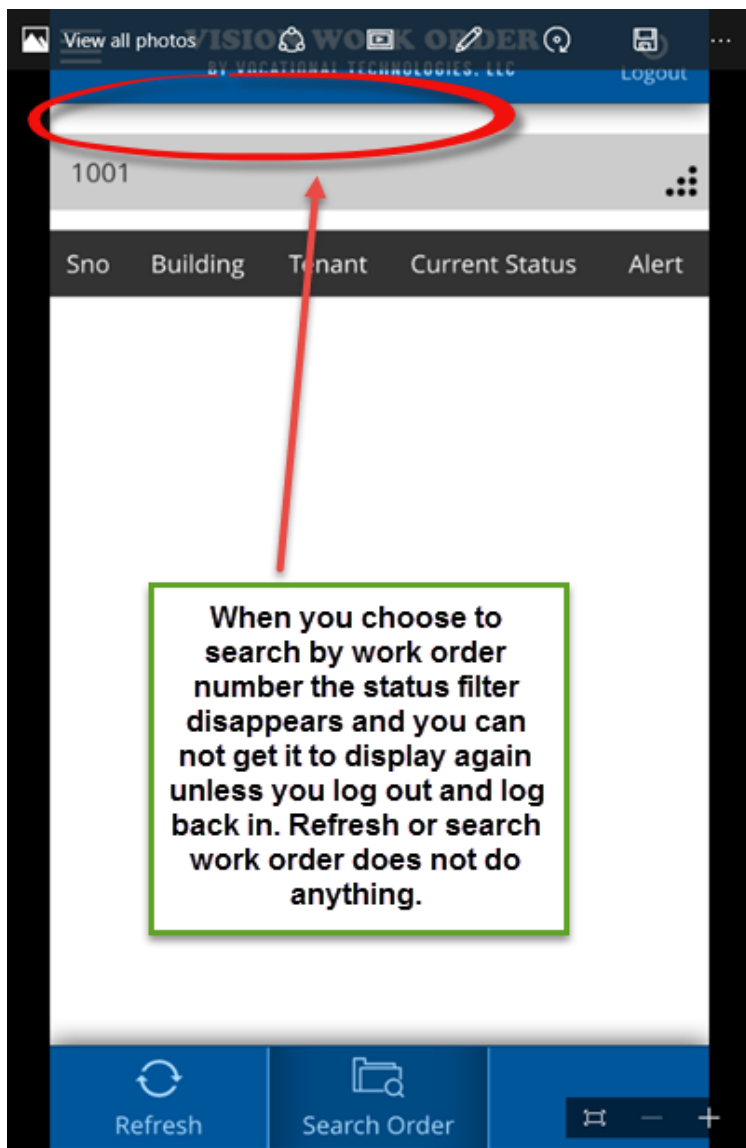 View all photos
VISION WORK ORDER
BY VOCATIONAL TECHNOLOGIES, LLC
Logout
1001
Sno Building Tenant Current Status Alert
When you choose to
search by work order
number the status filter
disappears and you can
not get it to display again
unless you log out and log
back in. Refresh or search
work order does not do
anything.
Refresh Search Order